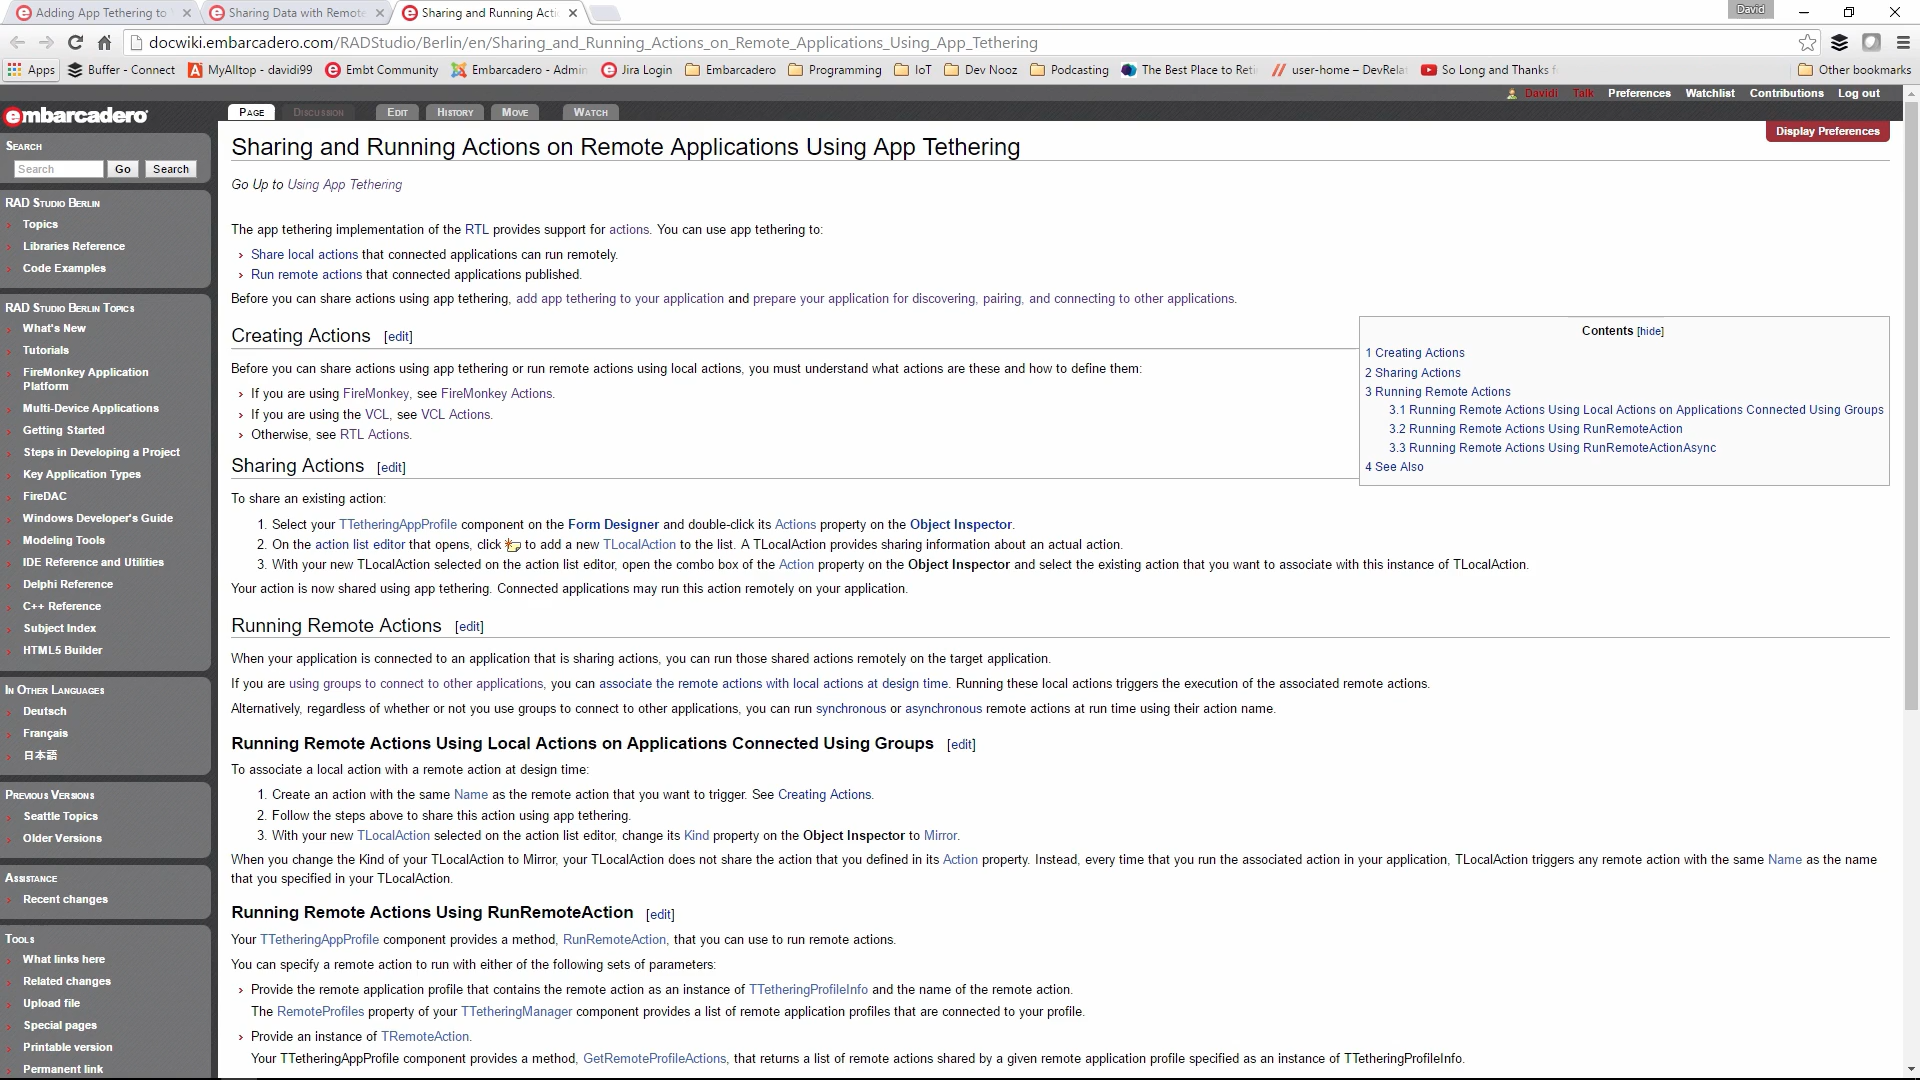 Adding App Tethering to Y
Sharing Data with Remote
Sharing and Running Acti
David
docwiki.embarcadero.com/RADStudio/Berlin/en/Sharing_and_Running_Actions_on_Remote_Applications_Using_App_Tethering
Apps Buffer - Connect MyAlltop - davidi99 Embt Community Embarcadero - Admin Jira Login Embarcadero Programming IoT Dev Nooz Podcasting The Best Place to Reti user-home – DevRelat So Long and Thanks f Other bookmarks
Davidi Talk Preferences Watchlist Contributions Log out
embarcadero
Page Discussion Edit History Move Watch
Display Preferences
Search
Search Go Search
RAD Studio Berlin
Topics
Libraries Reference
Code Examples
RAD Studio Berlin Topics
What's New
Tutorials
FireMonkey Application
Platform
Multi-Device Applications
Getting Started
Steps in Developing a Project
Key Application Types
FireDAC
Windows Developer's Guide
Modeling Tools
IDE Reference and Utilities
Delphi Reference
C++ Reference
Subject Index
HTML5 Builder
In Other Languages
Deutsch
Français
日本語
Previous Versions
Seattle Topics
Older Versions
Assistance
Recent changes
Tools
What links here
Related changes
Upload file
Special pages
Printable version
Permanent link
Sharing and Running Actions on Remote Applications Using App Tethering
Go Up to Using App Tethering
The app tethering implementation of the RTL provides support for actions. You can use app tethering to:
Share local actions that connected applications can run remotely.
Run remote actions that connected applications published.
Before you can share actions using app tethering, add app tethering to your application and prepare your application for discovering, pairing, and connecting to other applications.
Contents [hide]
1 Creating Actions
2 Sharing Actions
3 Running Remote Actions
3.1 Running Remote Actions Using Local Actions on Applications Connected Using Groups
3.2 Running Remote Actions Using RunRemoteAction
3.3 Running Remote Actions Using RunRemoteActionAsync
4 See Also
Creating Actions [edit]
Before you can share actions using app tethering or run remote actions using local actions, you must understand what actions are these and how to define them:
If you are using FireMonkey, see FireMonkey Actions.
If you are using the VCL, see VCL Actions.
Otherwise, see RTL Actions.
Sharing Actions [edit]
To share an existing action:
1. Select your TTetheringAppProfile component on the Form Designer and double-click its Actions property on the Object Inspector.
2. On the action list editor that opens, click to add a new TLocalAction to the list. A TLocalAction provides sharing information about an actual action.
3. With your new TLocalAction selected on the action list editor, open the combo box of the Action property on the Object Inspector and select the existing action that you want to associate with this instance of TLocalAction.
Your action is now shared using app tethering. Connected applications may run this action remotely on your application.
Running Remote Actions [edit]
When your application is connected to an application that is sharing actions, you can run those shared actions remotely on the target application.
If you are using groups to connect to other applications, you can associate the remote actions with local actions at design time. Running these local actions triggers the execution of the associated remote actions.
Alternatively, regardless of whether or not you use groups to connect to other applications, you can run synchronous or asynchronous remote actions at run time using their action name.
Running Remote Actions Using Local Actions on Applications Connected Using Groups [edit]
To associate a local action with a remote action at design time:
1. Create an action with the same Name as the remote action that you want to trigger. See Creating Actions.
2. Follow the steps above to share this action using app tethering.
3. With your new TLocalAction selected on the action list editor, change its Kind property on the Object Inspector to Mirror.
When you change the Kind of your TLocalAction to Mirror, your TLocalAction does not share the action that you defined in its Action property. Instead, every time that you run the associated action in your application, TLocalAction triggers any remote action with the same Name as the name
that you specified in your TLocalAction.
Running Remote Actions Using RunRemoteAction [edit]
Your TTetheringAppProfile component provides a method, RunRemoteAction, that you can use to run remote actions.
You can specify a remote action to run with either of the following sets of parameters:
Provide the remote application profile that contains the remote action as an instance of TTetheringProfileInfo and the name of the remote action.
The RemoteProfiles property of your TTetheringManager component provides a list of remote application profiles that are connected to your profile.
Provide an instance of TRemoteAction.
Your TTetheringAppProfile component provides a method, GetRemoteProfileActions, that returns a list of remote actions shared by a given remote application profile specified as an instance of TTetheringProfileInfo.